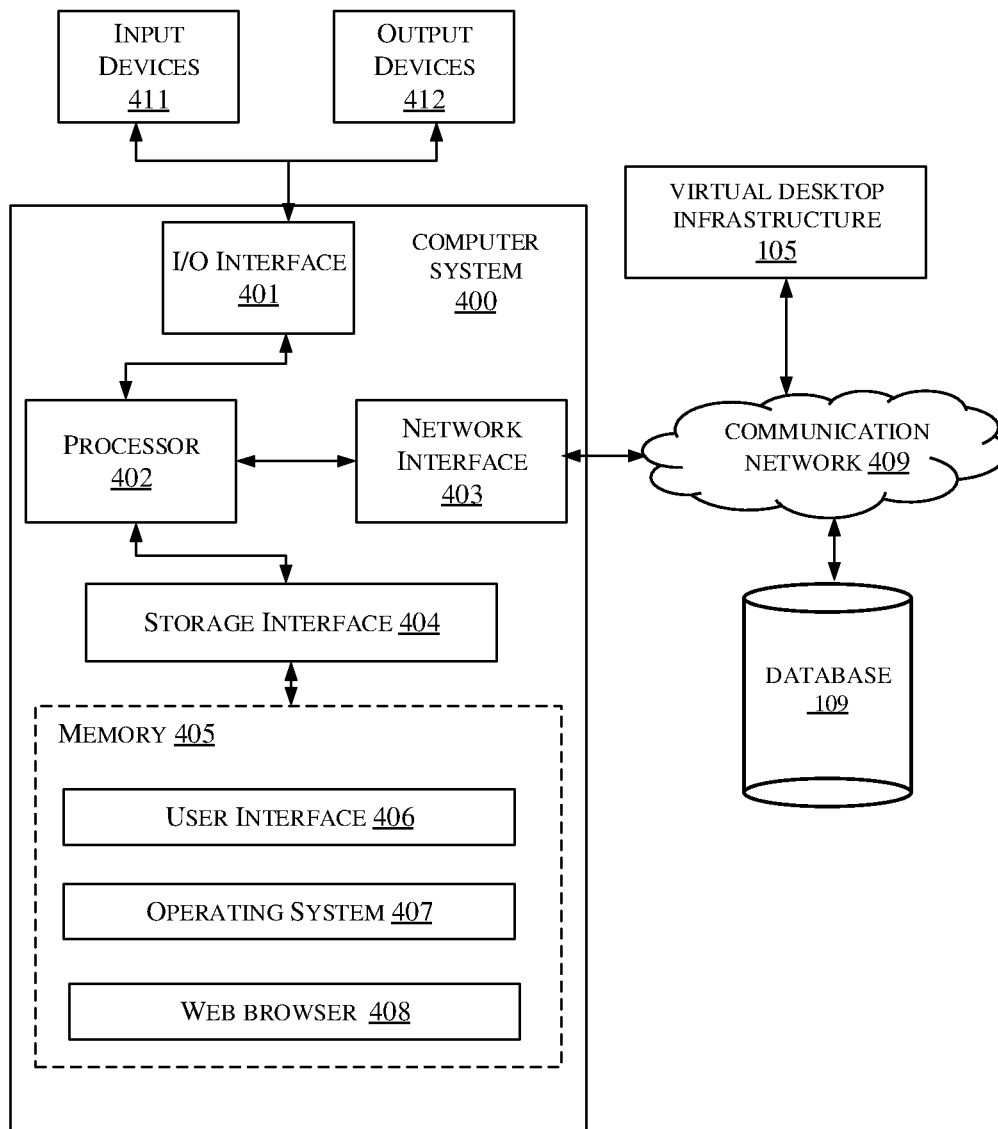 INPUT
DEVICES
411
OUTPUT
DEVICES
412
VIRTUAL DESKTOP
INFRASTRUCTURE
105
I/O INTERFACE
401
COMPUTER
SYSTEM
400
PROCESSOR
402
NETWORK
INTERFACE
403
COMMUNICATION
NETWORK 409
STORAGE INTERFACE 404
DATABASE
109
MEMORY 405
USER INTERFACE 406
OPERATING SYSTEM 407
WEB BROWSER 408